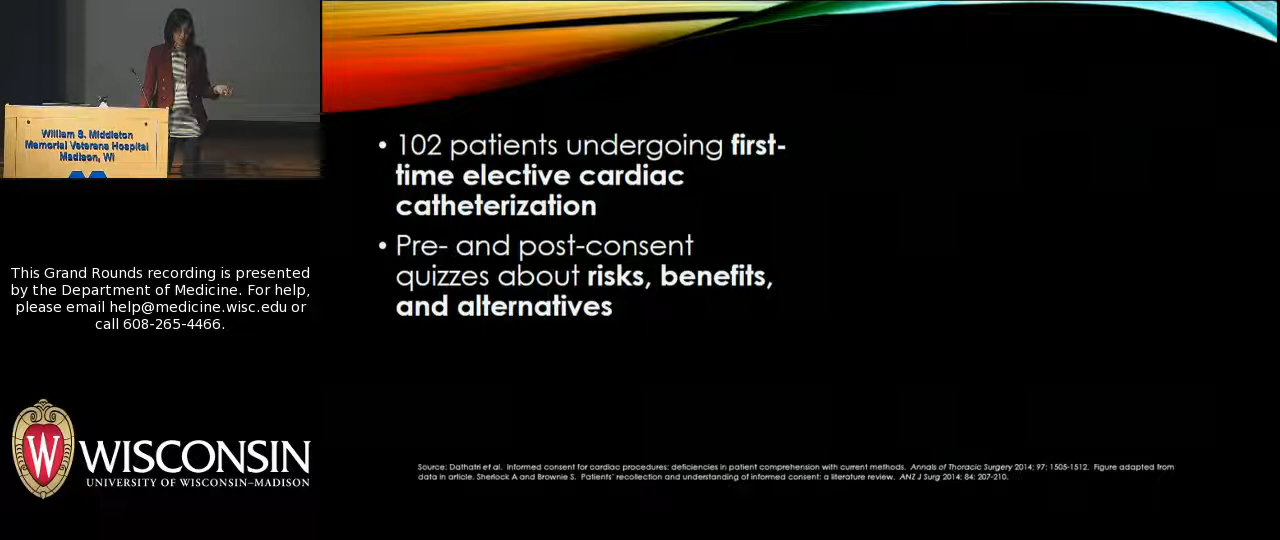 William S. Middleton
Memorial Veterans Hospital
Madison, WI
This Grand Rounds recording is presented
by the Department of Medicine. For help,
please email help@medicine.wisc.edu or
call 608-265-4466.
W
WISCONSIN
UNIVERSITY OF WISCONSIN–MADISON
• 102 patients undergoing first-
time elective cardiac
catheterization
• Pre- and post-consent
quizzes about risks, benefits,
and alternatives
Source: Dathatri et al. Informed consent for cardiac procedures: deficiencies in patient comprehension with current methods. Annals of Thoracic Surgery 2014; 97: 1505-1512. Figure adapted from
data in article. Sherlock A and Brownie S. Patients' recollection and understanding of informed consent: a literature review. ANZ J Surg 2014; 84: 207-210.